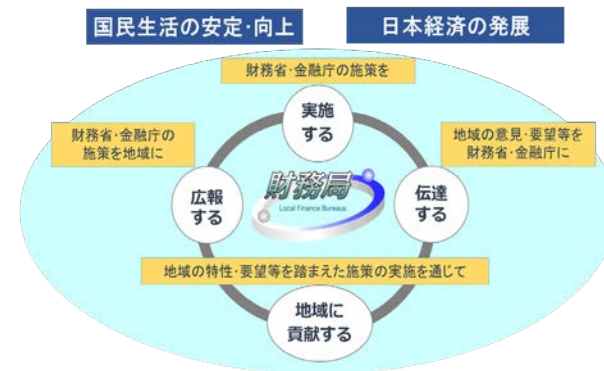 国民生活の安定・向上
日本経済の発展
財務省・金融庁の施策を
実施
する
財務省・金融庁の
施策を地域に
地域の意見・要望等を
財務省・金融庁に
広報
する
財務局
Local Finance Bureaus
伝達
する
地域の特性・要望等を踏まえた施策の実施を通じて
地域に
貢献する